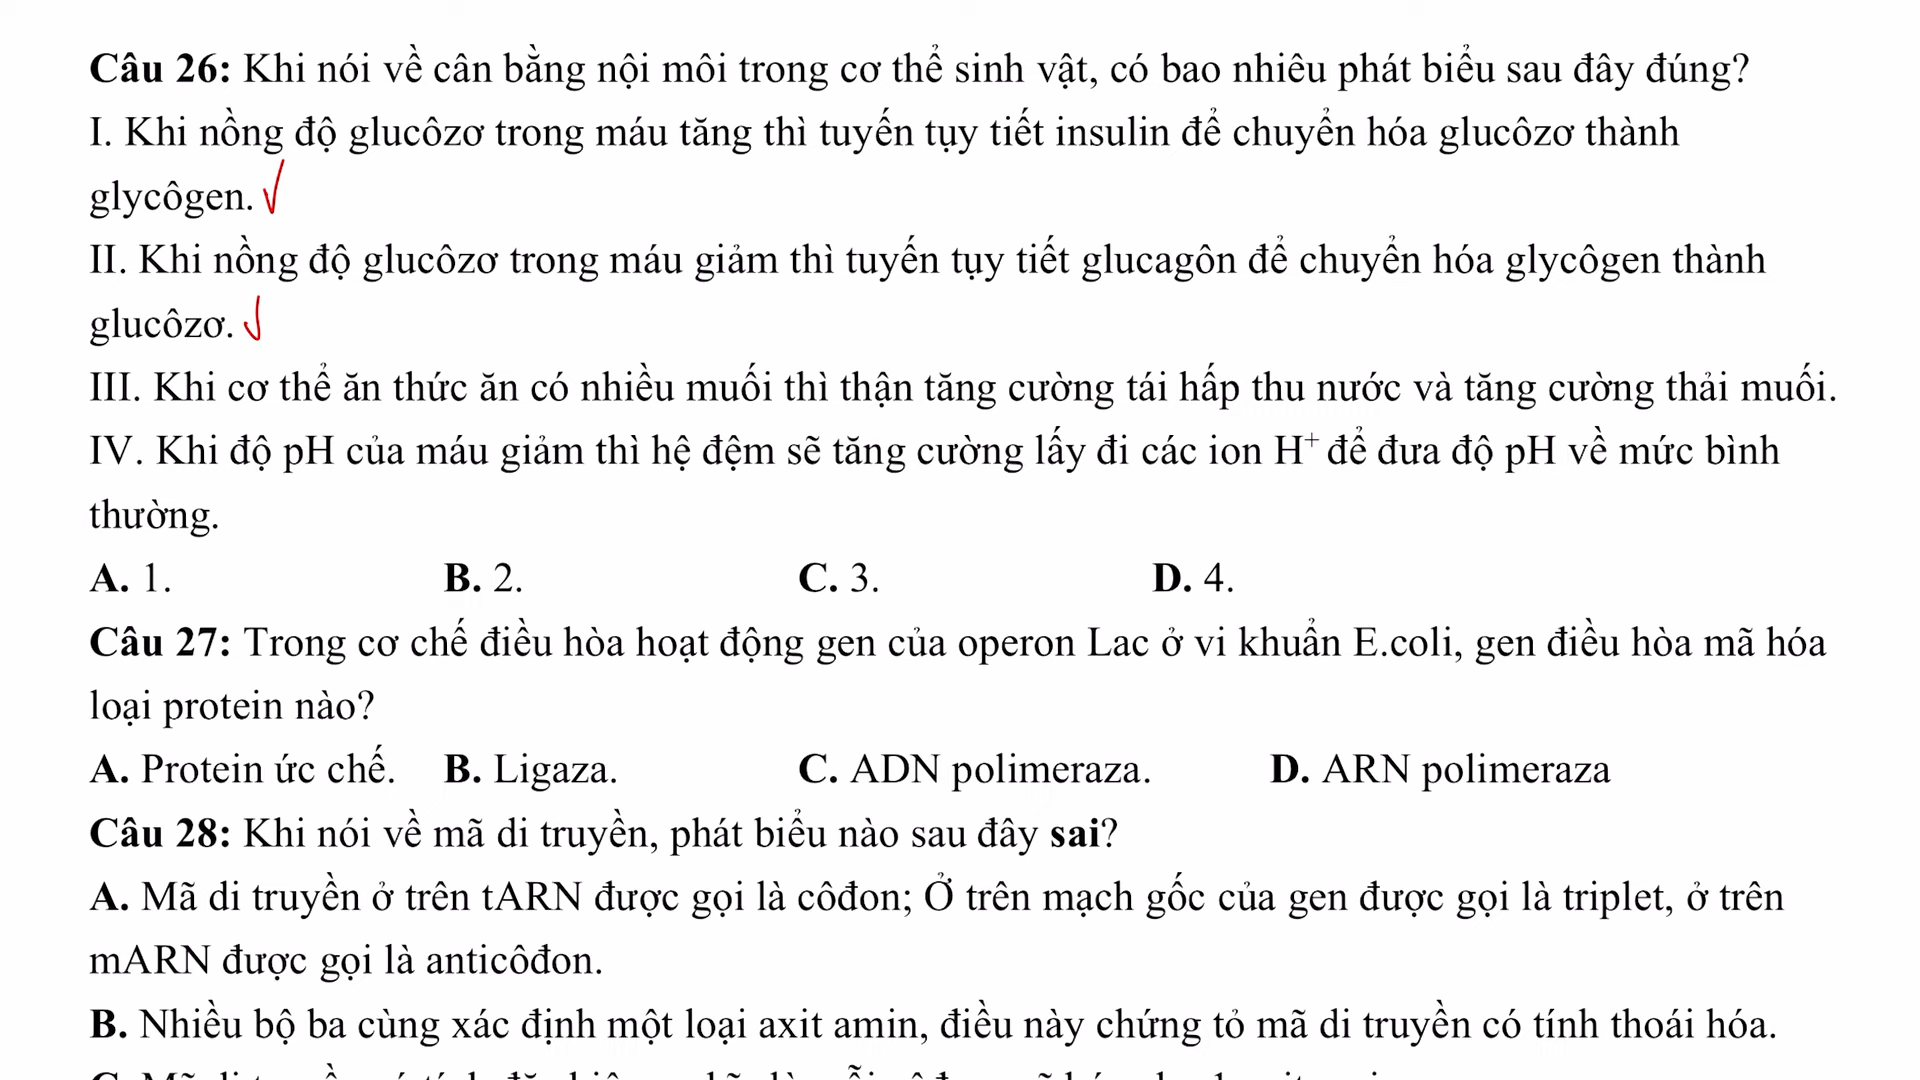 Câu 26: Khi nói về cân bằng nội môi trong cơ thể sinh vật, có bao nhiêu phát biểu sau đây đúng?
I. Khi nồng độ glucôzơ trong máu tăng thì tuyến tụy tiết insulin để chuyển hóa glucôzơ thành
glycôgen.
II. Khi nồng độ glucôzơ trong máu giảm thì tuyến tụy tiết glucagôn để chuyển hóa glycôgen thành
glucôzơ.
III. Khi cơ thể ăn thức ăn có nhiều muối thì thận tăng cường tái hấp thu nước và tăng cường thải muối.
IV. Khi độ pH của máu giảm thì hệ đệm sẽ tăng cường lấy đi các ion H⁺ để đưa độ pH về mức bình
thường.
A. 1. B. 2. C. 3. D. 4.
Câu 27: Trong cơ chế điều hòa hoạt động gen của operon Lac ở vi khuẩn E.coli, gen điều hòa mã hóa
loại protein nào?
A. Protein ức chế. B. Ligaza. C. ADN polimeraza. D. ARN polimeraza
Câu 28: Khi nói về mã di truyền, phát biểu nào sau đây sai?
A. Mã di truyền ở trên tARN được gọi là côđon; Ở trên mạch gốc của gen được gọi là triplet, ở trên
mARN được gọi là anticôđon.
B. Nhiều bộ ba cùng xác định một loại axit amin, điều này chứng tỏ mã di truyền có tính thoái hóa.